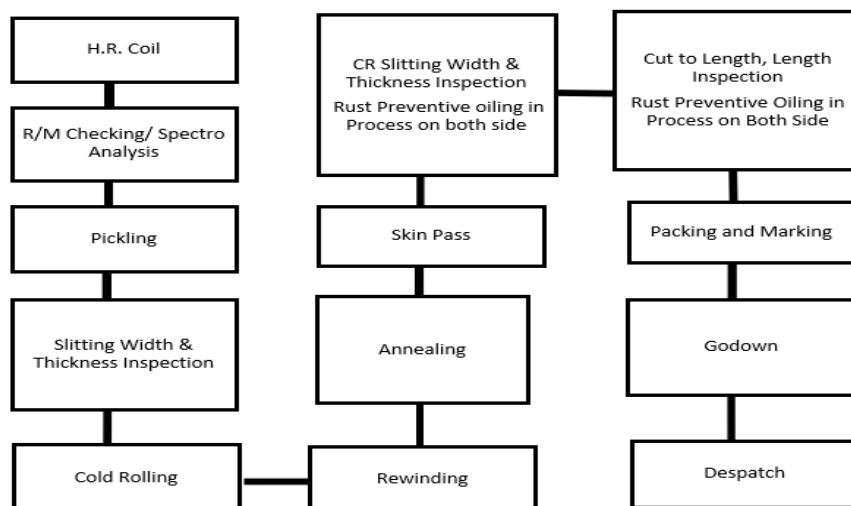 H.R. Coil
R/M Checking/ Spectro
Analysis
Pickling
Slitting Width &
Thickness Inspection
Cold Rolling
Rewinding
Annealing
Skin Pass
CR Slitting Width &
Thickness Inspection
Rust Preventive oiling in
Process on both side
Cut to Length, Length
Inspection
Rust Preventive Oiling in
Process on Both Side
Packing and Marking
Godown
Despatch